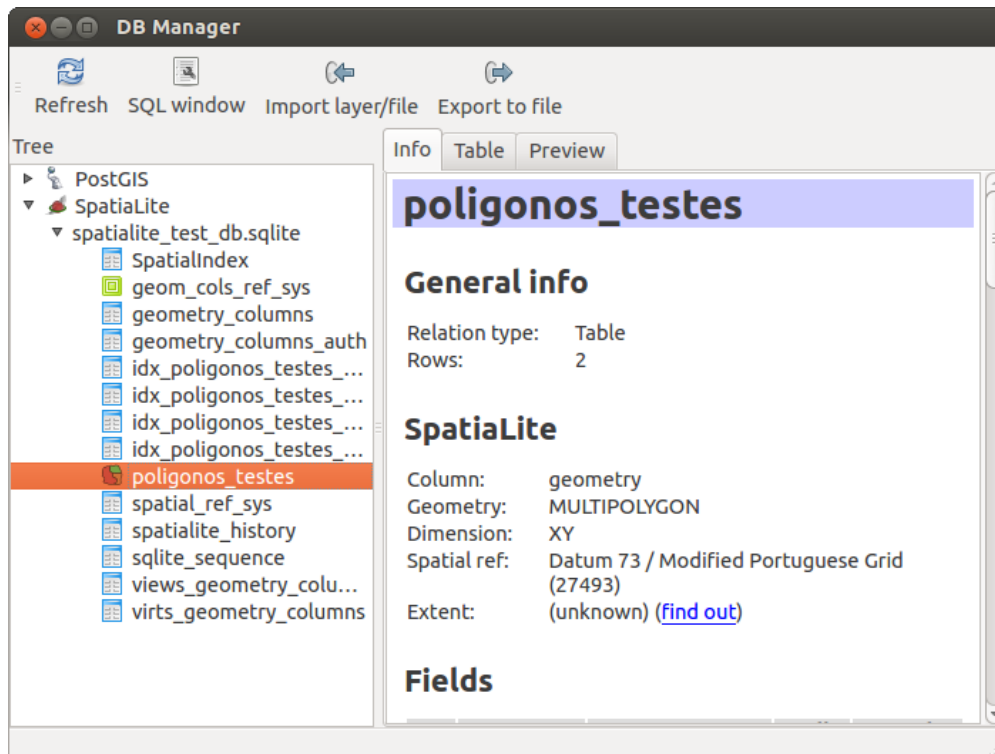 DB Manager
Refresh SQL window Import layer/file Export to file
Tree
PostGIS
SpatiaLite
spatialite_test_db.sqlite
SpatialIndex
geom_cols_ref_sys
geometry_columns
geometry_columns_auth
idx_poligonos_testes_...
idx_poligonos_testes_...
idx_poligonos_testes_...
idx_poligonos_testes_...
poligonos_testes
spatial_ref_sys
spatialite_history
sqlite_sequence
views_geometry_colu...
virts_geometry_columns
Info Table Preview
poligonos_testes
General info
Relation type: Table
Rows: 2
SpatiaLite
Column: geometry
Geometry: MULTIPOLYGON
Dimension: XY
Spatial ref: Datum 73 / Modified Portuguese Grid
(27493)
Extent: (unknown) (find out)
Fields